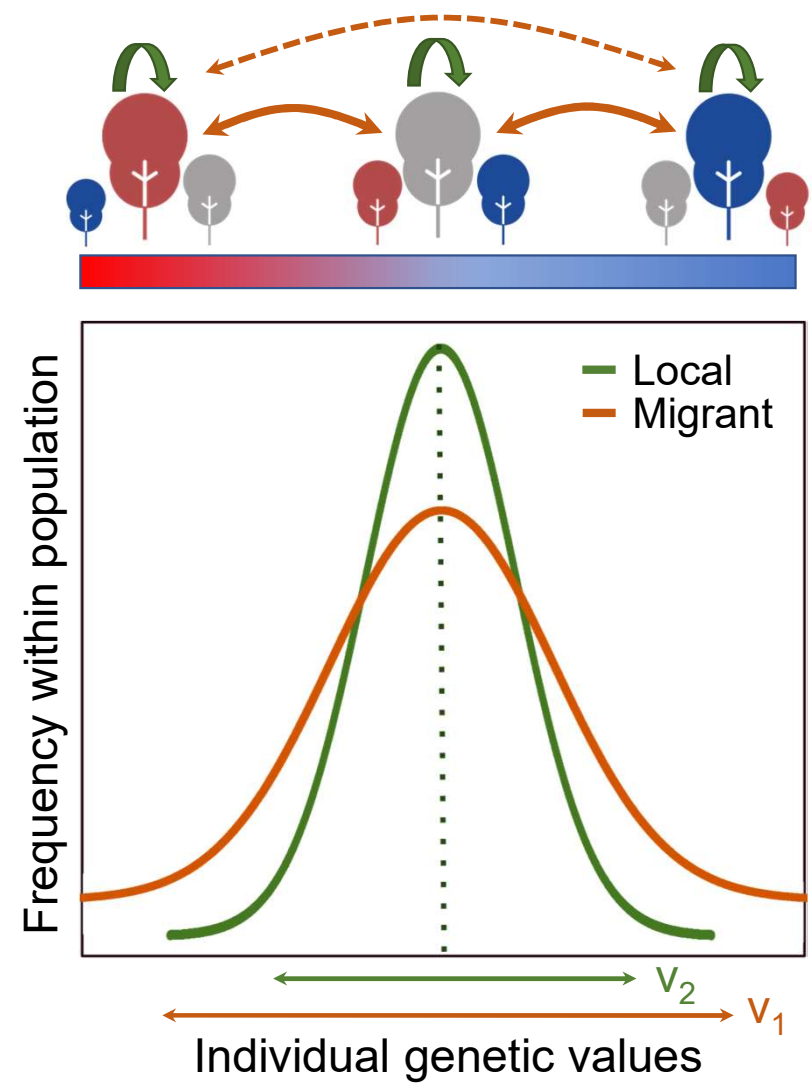 Local
Migrant
Frequency within population
v₂
v₁
Individual genetic values